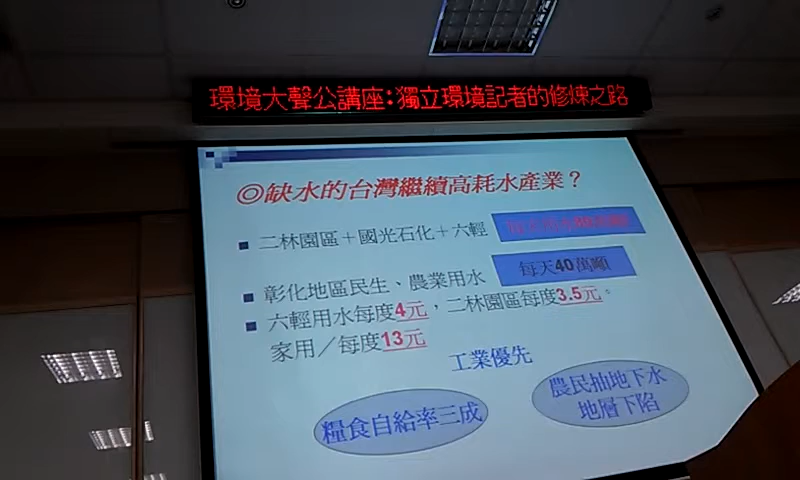 環境大聲公講座:獨立環境記者的修煉之路
◎缺水的台灣繼續高耗水產業?
二林園區+國光石化+六輕
彰化地區民生、農業用水
每天40萬順
六輕用水每度4元,二林園區每度3.5元。
家用/每度13元
工業優先
糧食自給率三成
農民抽地下水
地層下陷